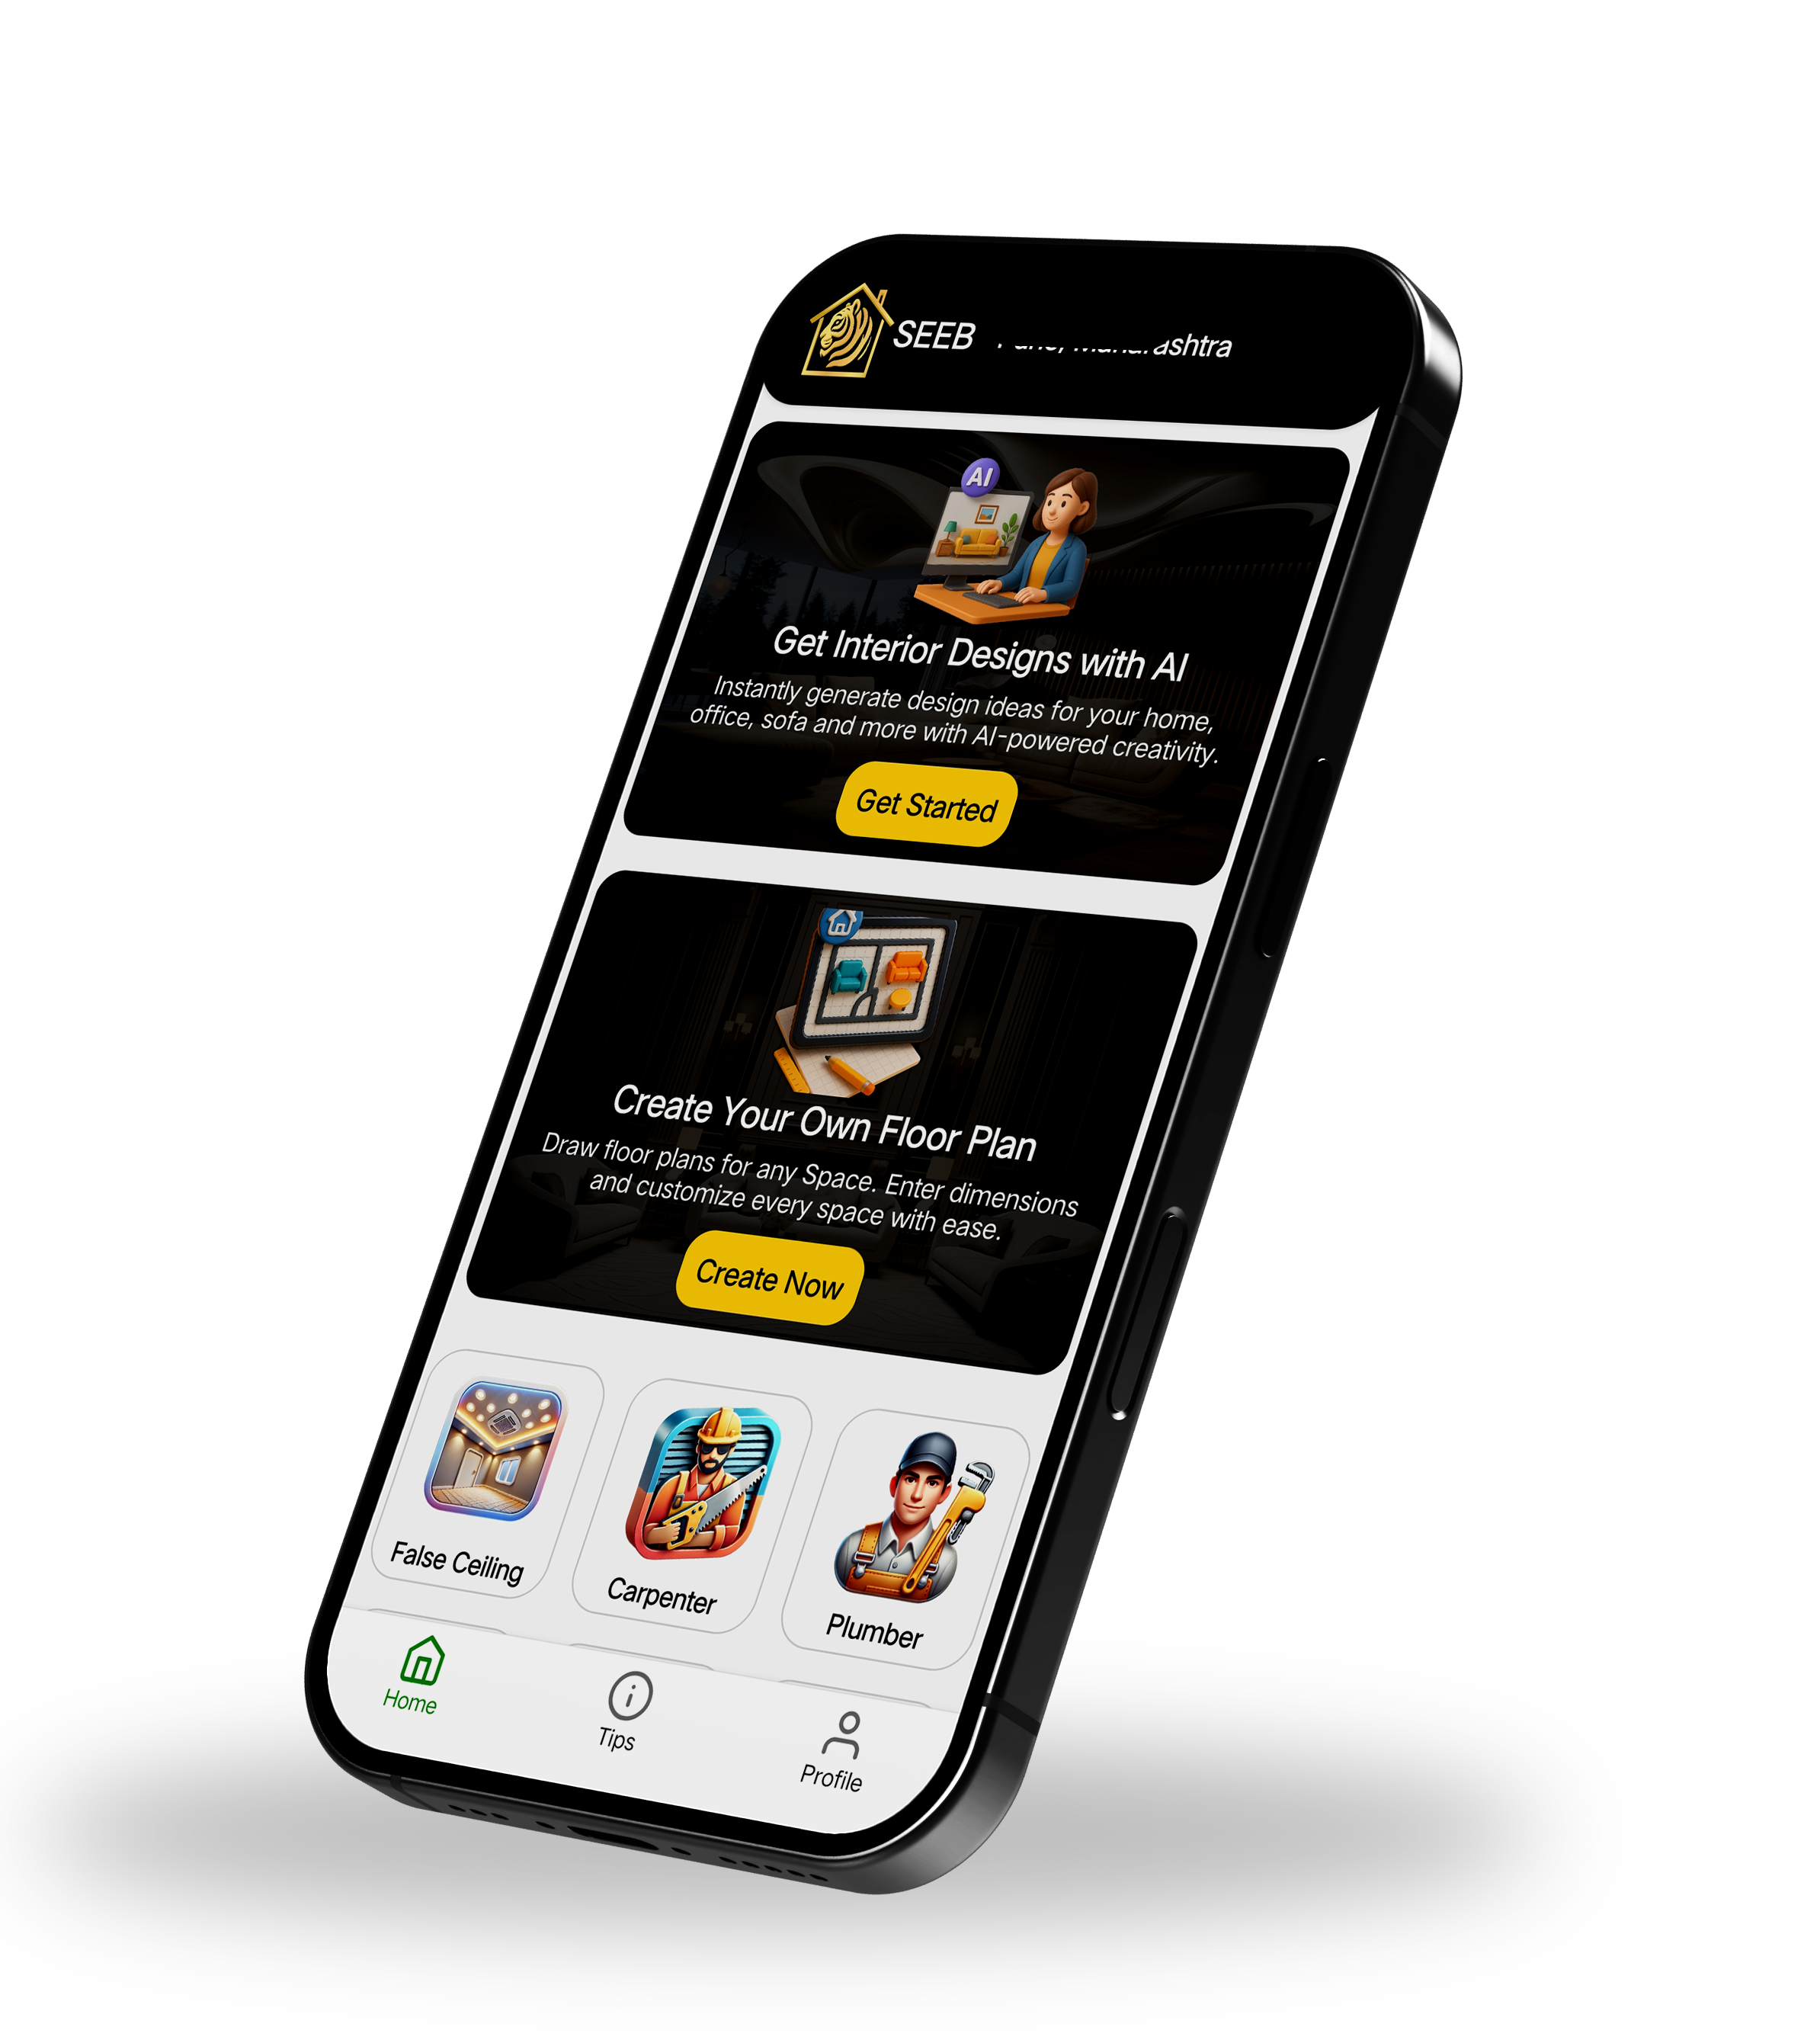 SEEB
AI
Get Interior Designs with AI
Instantly generate design ideas for your home,
office, sofa and more with AI-powered creativity.
Get Started
Create Your Own Floor Plan
Draw floor plans for any Space. Enter dimensions
and customize every space with ease.
Create Now
False Ceiling
Carpenter
Plumber
Home
Tips
Profile